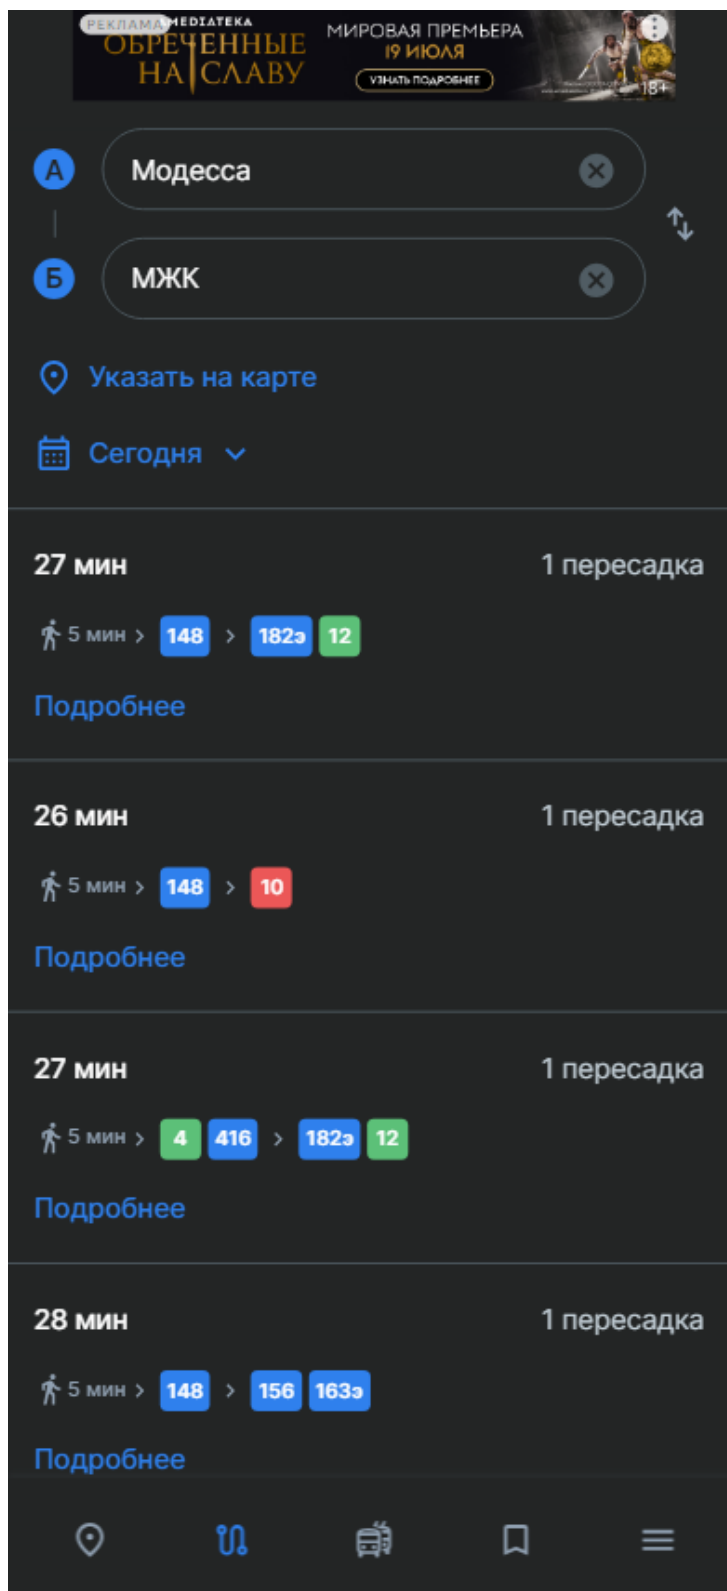 РЕКЛАМА MEDIATEKA
ОБРЕЧЕННЫЕ
НА СЛАВУ
МИРОВАЯ ПРЕМЬЕРА
19 ИЮЛЯ
УЗНАТЬ ПОДРОБНЕЕ
18+
А Модесса
Б МЖК
Указать на карте
Сегодня
27 мин 1 пересадка
5 мин > 148 > 182э 12
Подробнее
26 мин 1 пересадка
5 мин > 148 > 10
Подробнее
27 мин 1 пересадка
5 мин > 4 416 > 182э 12
Подробнее
28 мин 1 пересадка
5 мин > 148 > 156 163э
Подробнее